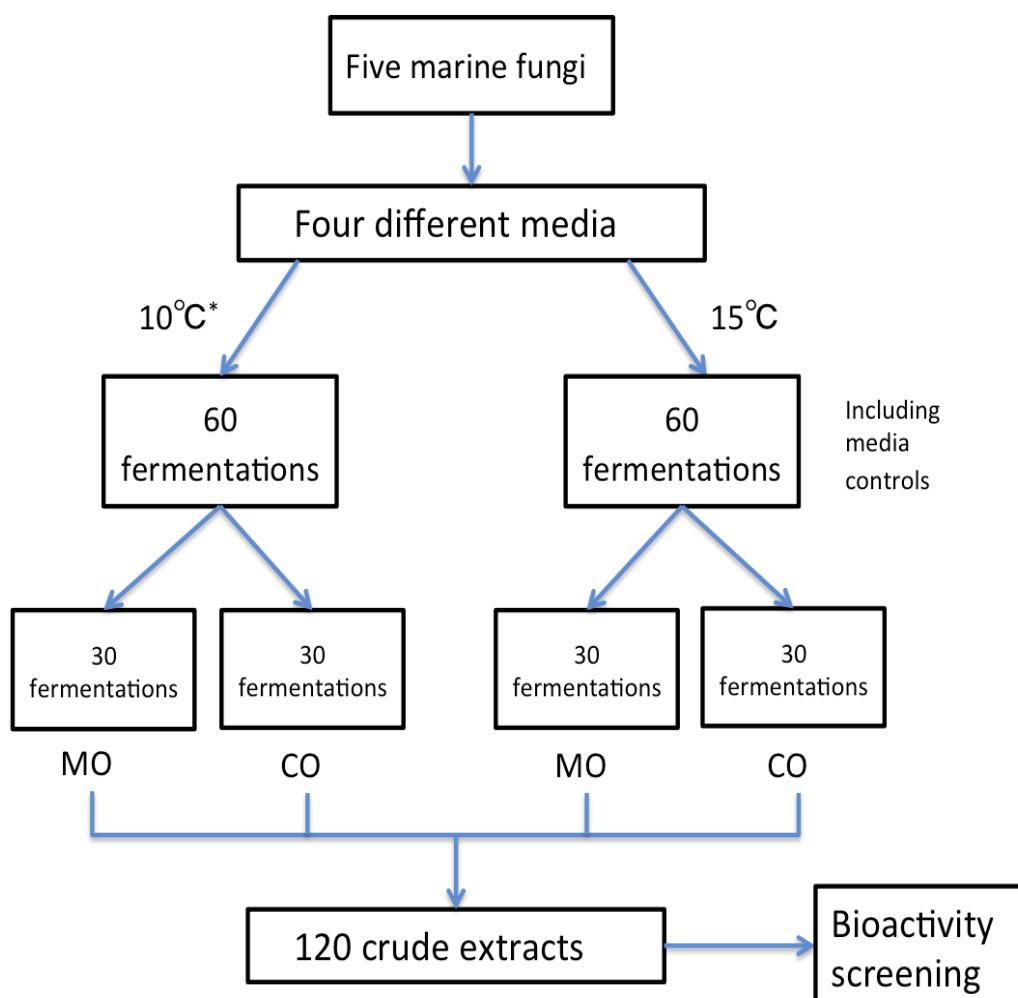 Five marine fungi
Four different media
10°C*
15°C
60
fermentations
60
fermentations
Including
media
controls
30
fermentations
30
fermentations
30
fermentations
30
fermentations
MO
CO
MO
CO
120 crude extracts
Bioactivity
screening